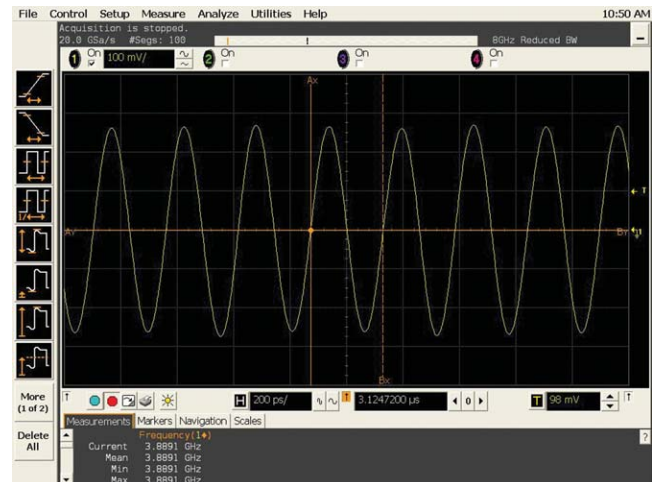 File Control Setup Measure Analyze Utilities Help 10:50 AM
Acquisition is stopped.
20.0 GSa/s #Segs: 100 8GHz Reduced BW
1 On 100 mV/ 2 On 3 On 4 On
Ax
T
AY BY
Bx
More
(1 of 2)
Delete
All
T H 200 ps/ T 3.1247200 µs 0 T 98 mV T
Measurements Markers Navigation Scales
Frequency(1♦) ?
Current 3.8891 GHz
Mean 3.8891 GHz
Min 3.8891 GHz
Max 3.8891 GHz